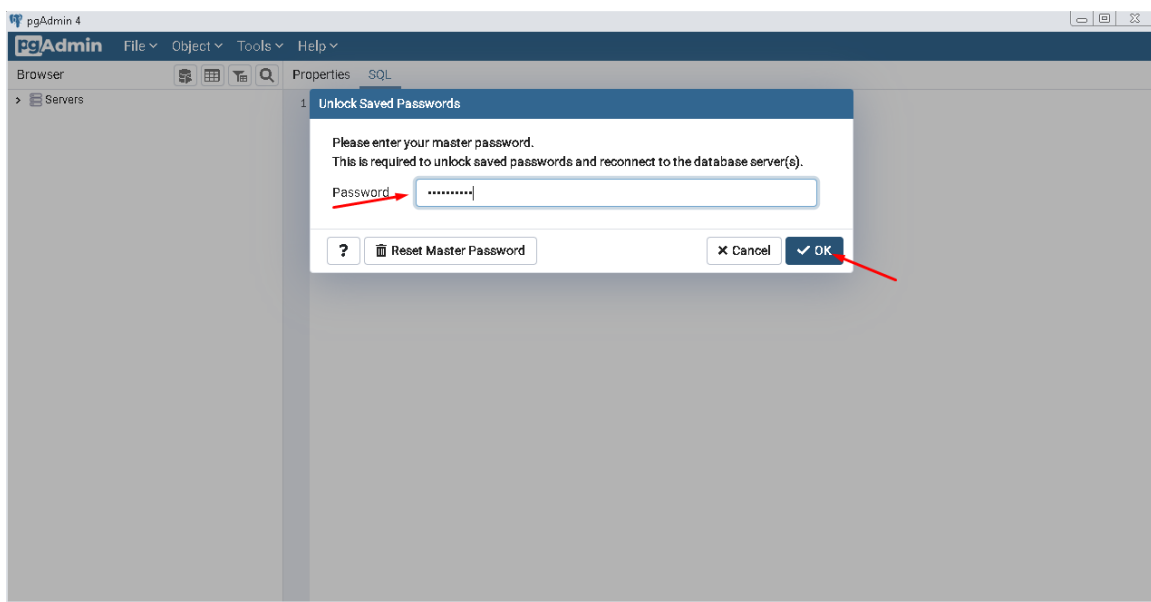 pgAdmin 4
pgAdmin File Object Tools Help
Browser Properties SQL
Servers
1
Unlock Saved Passwords
Please enter your master password.
This is required to unlock saved passwords and reconnect to the database server(s).
Password ••••••••••
? Reset Master Password Cancel OK